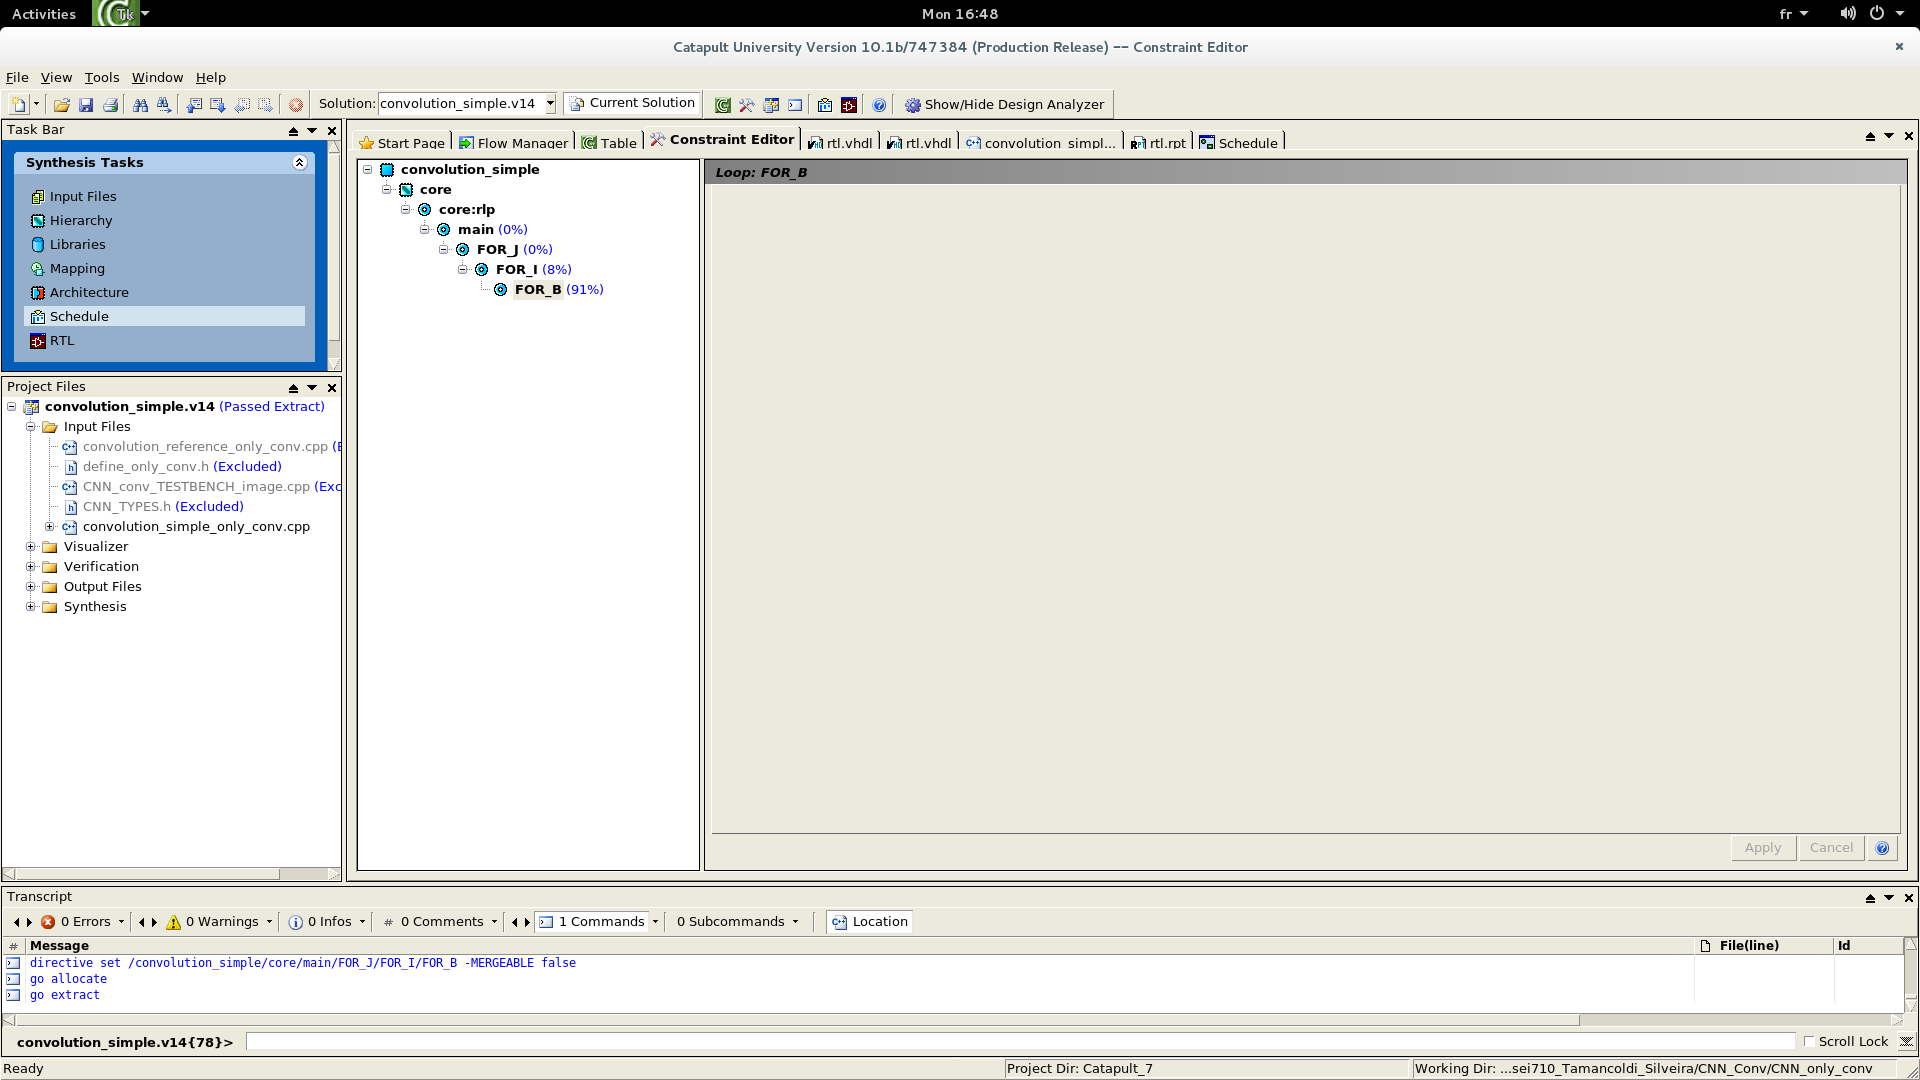 Activities
Tk
Mon 16:48
fr
Catapult University Version 10.1b/747384 (Production Release) -- Constraint Editor
File View Tools Window Help
Solution: convolution_simple.v14 Current Solution Show/Hide Design Analyzer
Task Bar
Synthesis Tasks
Input Files
Hierarchy
Libraries
Mapping
Architecture
Schedule
RTL
Project Files
convolution_simple.v14 (Passed Extract)
Input Files
convolution_reference_only_conv.cpp (E
define_only_conv.h (Excluded)
CNN_conv_TESTBENCH_image.cpp (Exc
CNN_TYPES.h (Excluded)
convolution_simple_only_conv.cpp
Visualizer
Verification
Output Files
Synthesis
Start Page Flow Manager Table Constraint Editor rtl.vhdl rtl.vhdl convolution_simpl... rtl.rpt Schedule
convolution_simple
core
core:rlp
main (0%)
FOR_J (0%)
FOR_I (8%)
FOR_B (91%)
Loop: FOR_B
Apply Cancel
Transcript
0 Errors 0 Warnings 0 Infos # 0 Comments 1 Commands 0 Subcommands Location
# Message File(line) Id
directive set /convolution_simple/core/main/FOR_J/FOR_I/FOR_B -MERGEABLE false
go allocate
go extract
convolution_simple.v14{78}> Scroll Lock
Ready Project Dir: Catapult_7 Working Dir: ...sei710_Tamancoldi_Silveira/CNN_Conv/CNN_only_conv